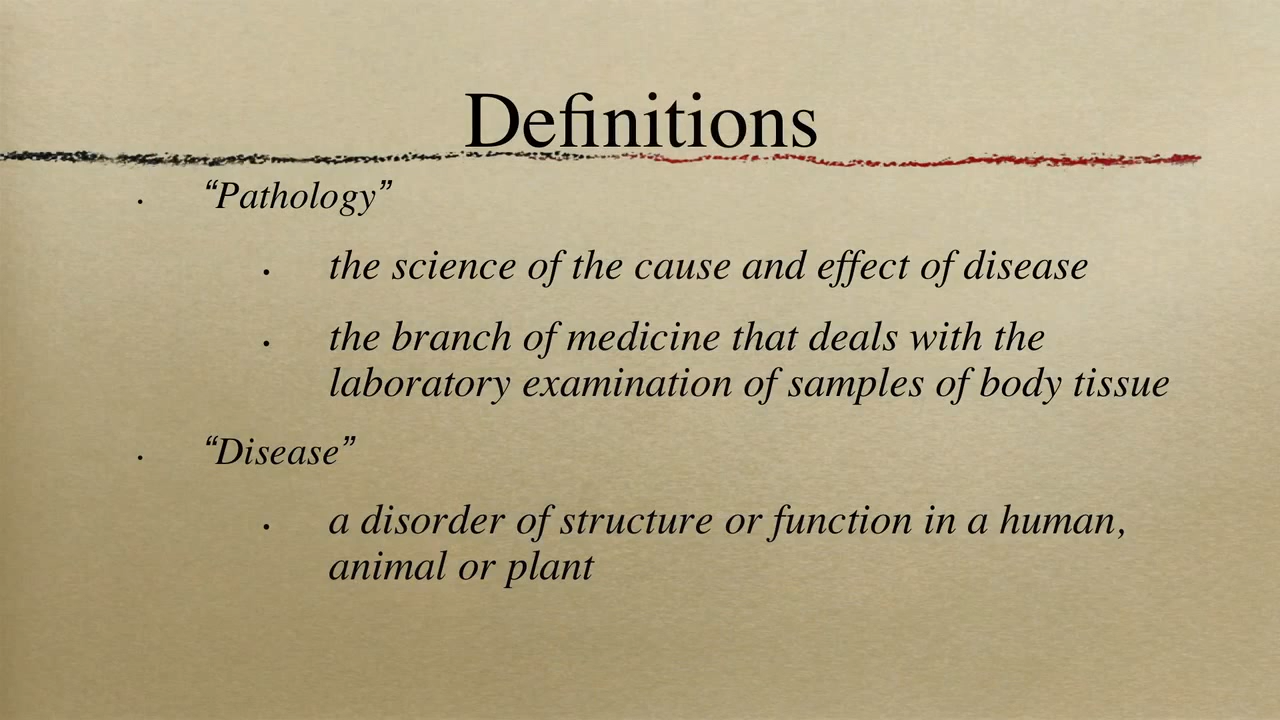 Definitions
• “Pathology”
• the science of the cause and effect of disease
• the branch of medicine that deals with the
laboratory examination of samples of body tissue
• “Disease”
• a disorder of structure or function in a human,
animal or plant